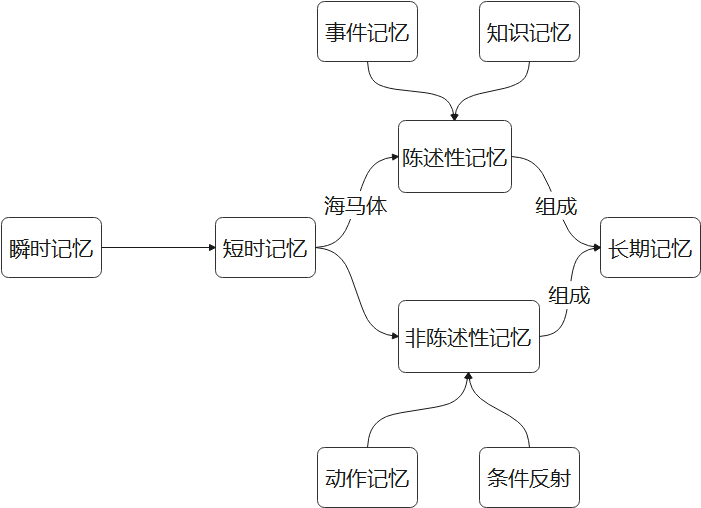 事件记忆
知识记忆
陈述性记忆
海马体
组成
瞬时记忆
短时记忆
长期记忆
组成
非陈述性记忆
动作记忆
条件反射